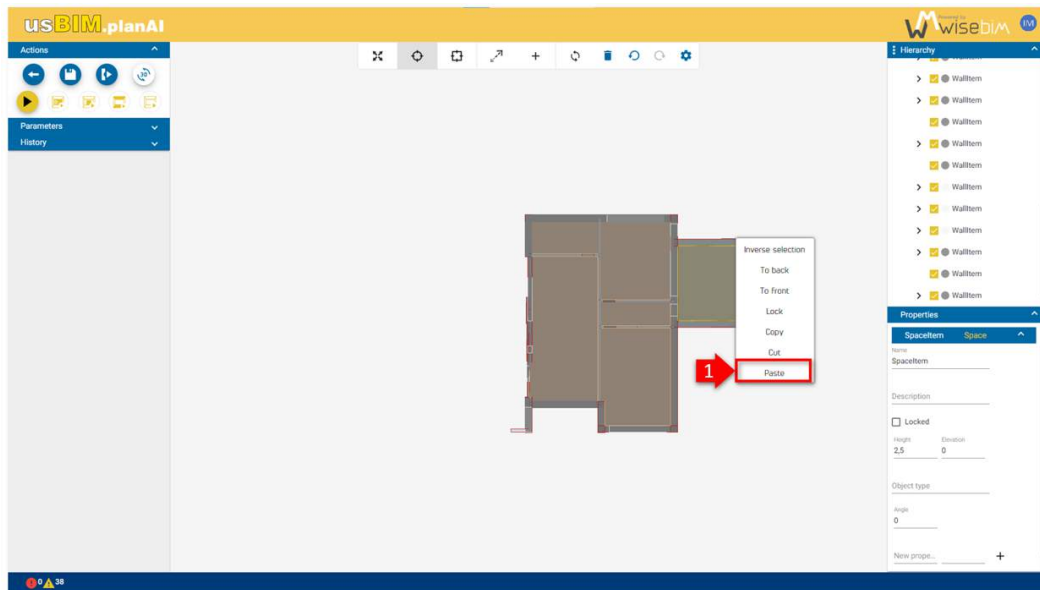 usBIM.planAI
Powered by
wisebim
IM
Actions
Parameters
History
Hierarchy
WallItem
WallItem
WallItem
WallItem
WallItem
WallItem
WallItem
WallItem
WallItem
WallItem
WallItem
Inverse selection
To back
To front
Lock
Copy
Cut
1 Paste
Properties
SpaceItem Space
Name
SpaceItem
Description
Locked
Height Elevation
2,5 0
Object type
Angle
0
New prope...
0 38